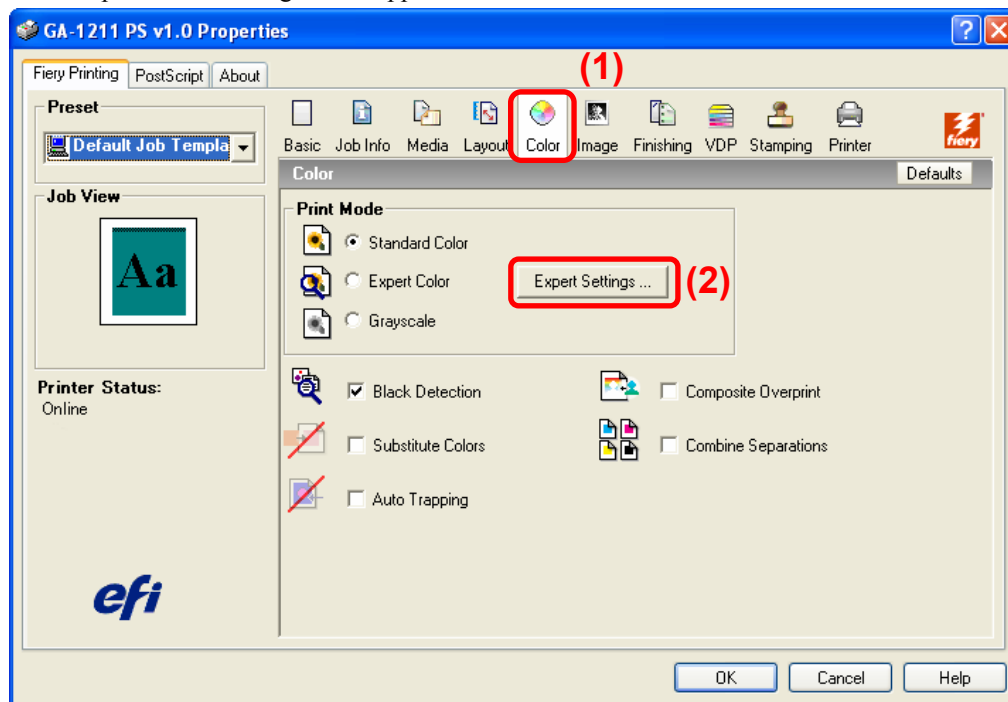 GA-1211 PS v1.0 Properties
(1)
Fiery Printing PostScript About
Preset
Default Job Templa
Basic Job Info Media Layout Color Image Finishing VDP Stamping Printer
fiery
Color Defaults
Job View
Aa
Print Mode
Standard Color
Expert Color Expert Settings ... (2)
Grayscale
Printer Status:
Online
Black Detection Composite Overprint
Substitute Colors Combine Separations
Auto Trapping
efi
OK Cancel Help